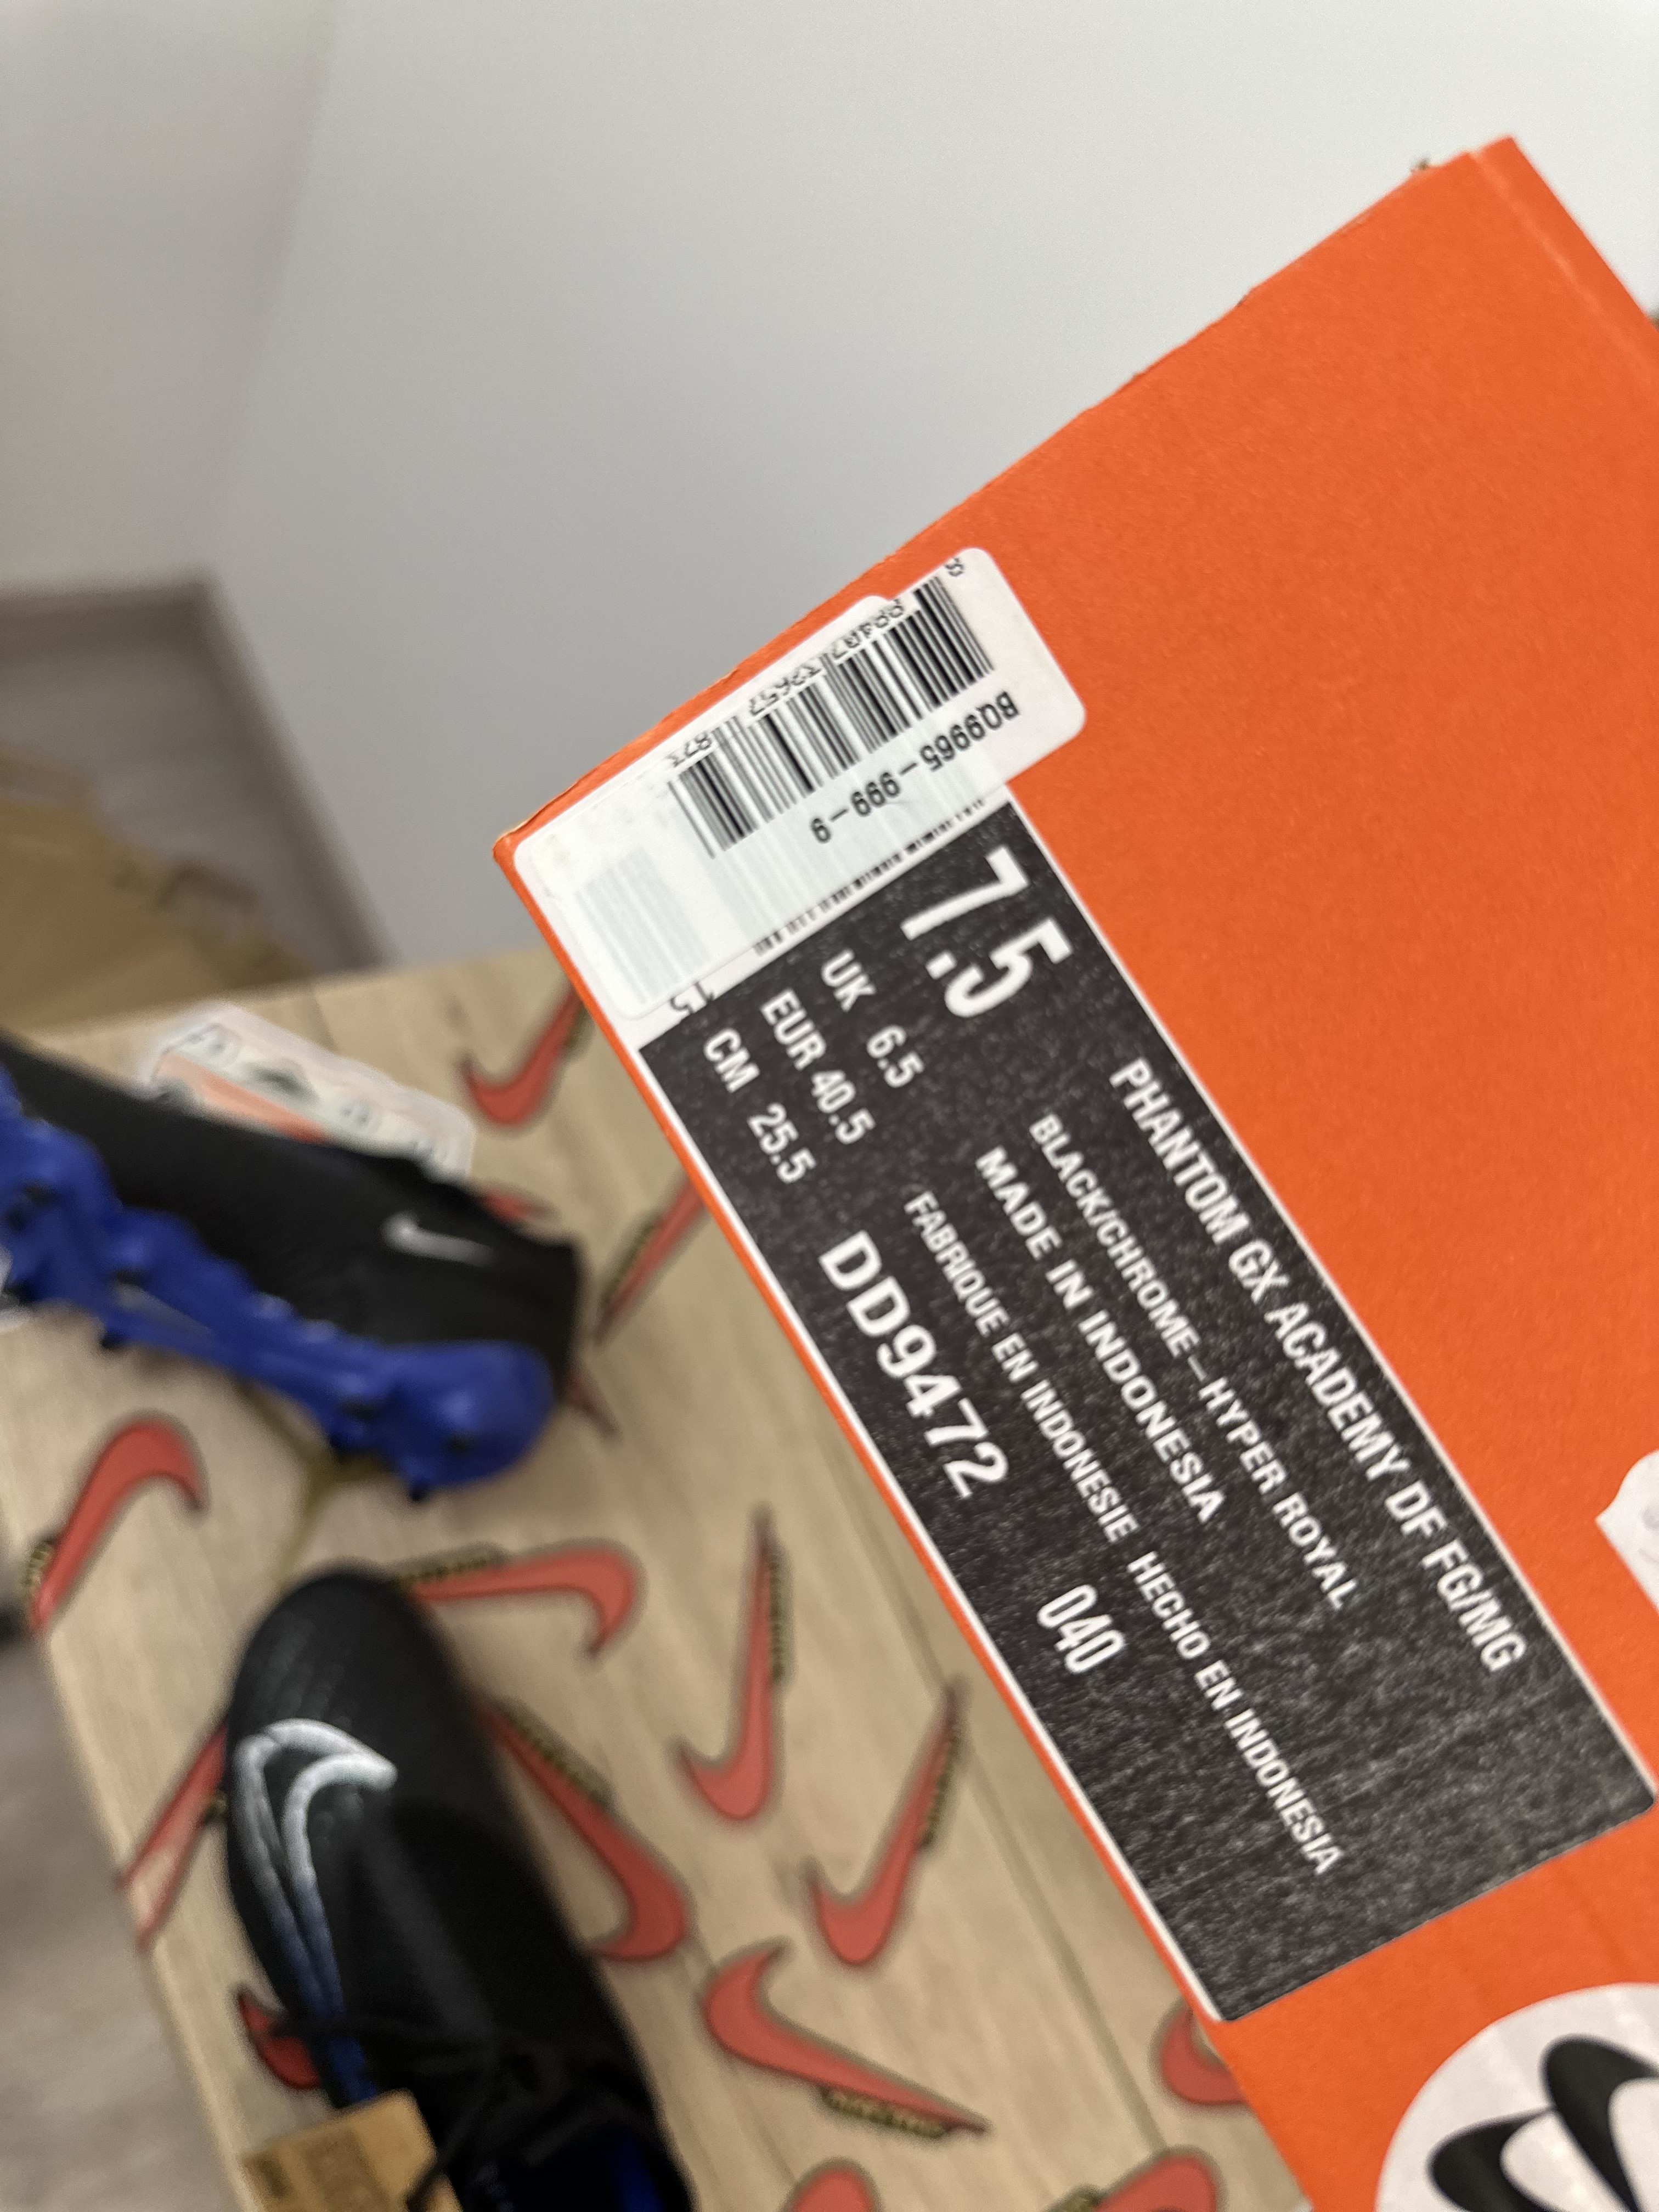 BQ9965-999-9
7.5
UK 6.5
EUR 40.5
CM 25.5
PHANTOM GX ACADEMY DF FG/MG
BLACK/CHROME-HYPER ROYAL
MADE IN INDONESIA
FABRIQUE EN INDONESIE HECHO EN INDONESIA
DD9472 040